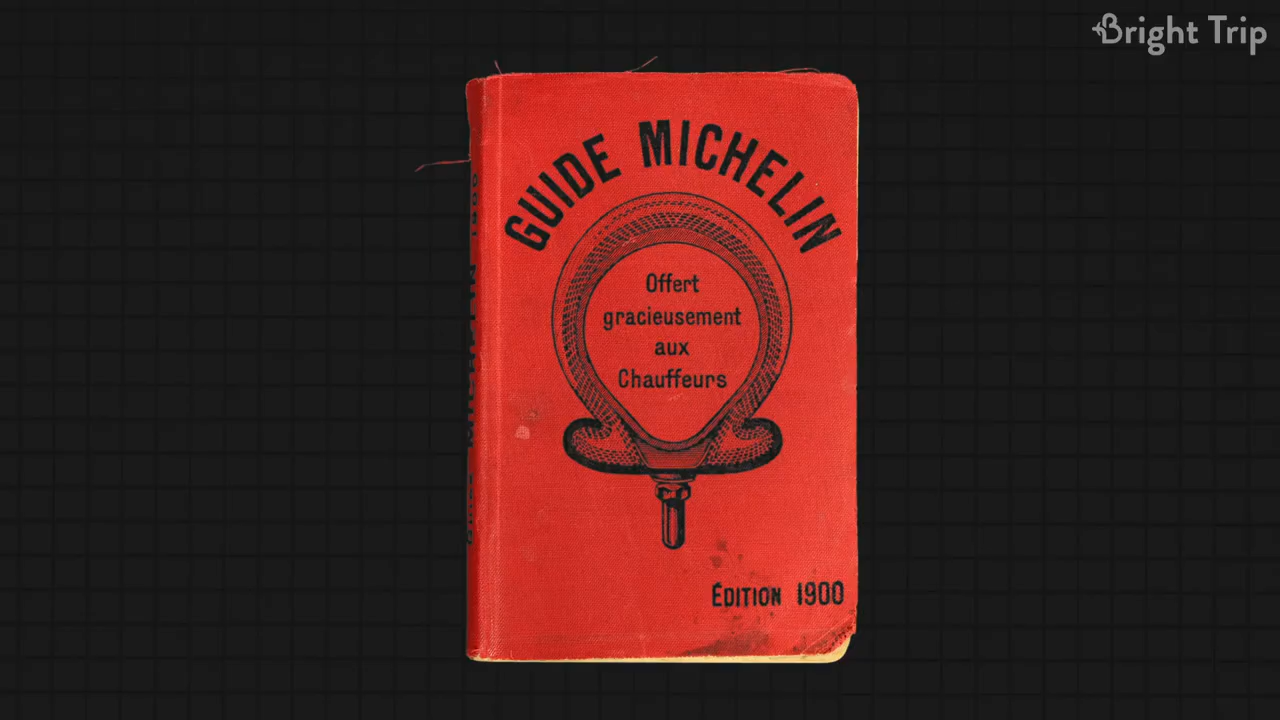 Bright Trip
GUIDE MICHELIN
Offert
gracieusement
aux
Chauffeurs
ÉDITION 1900